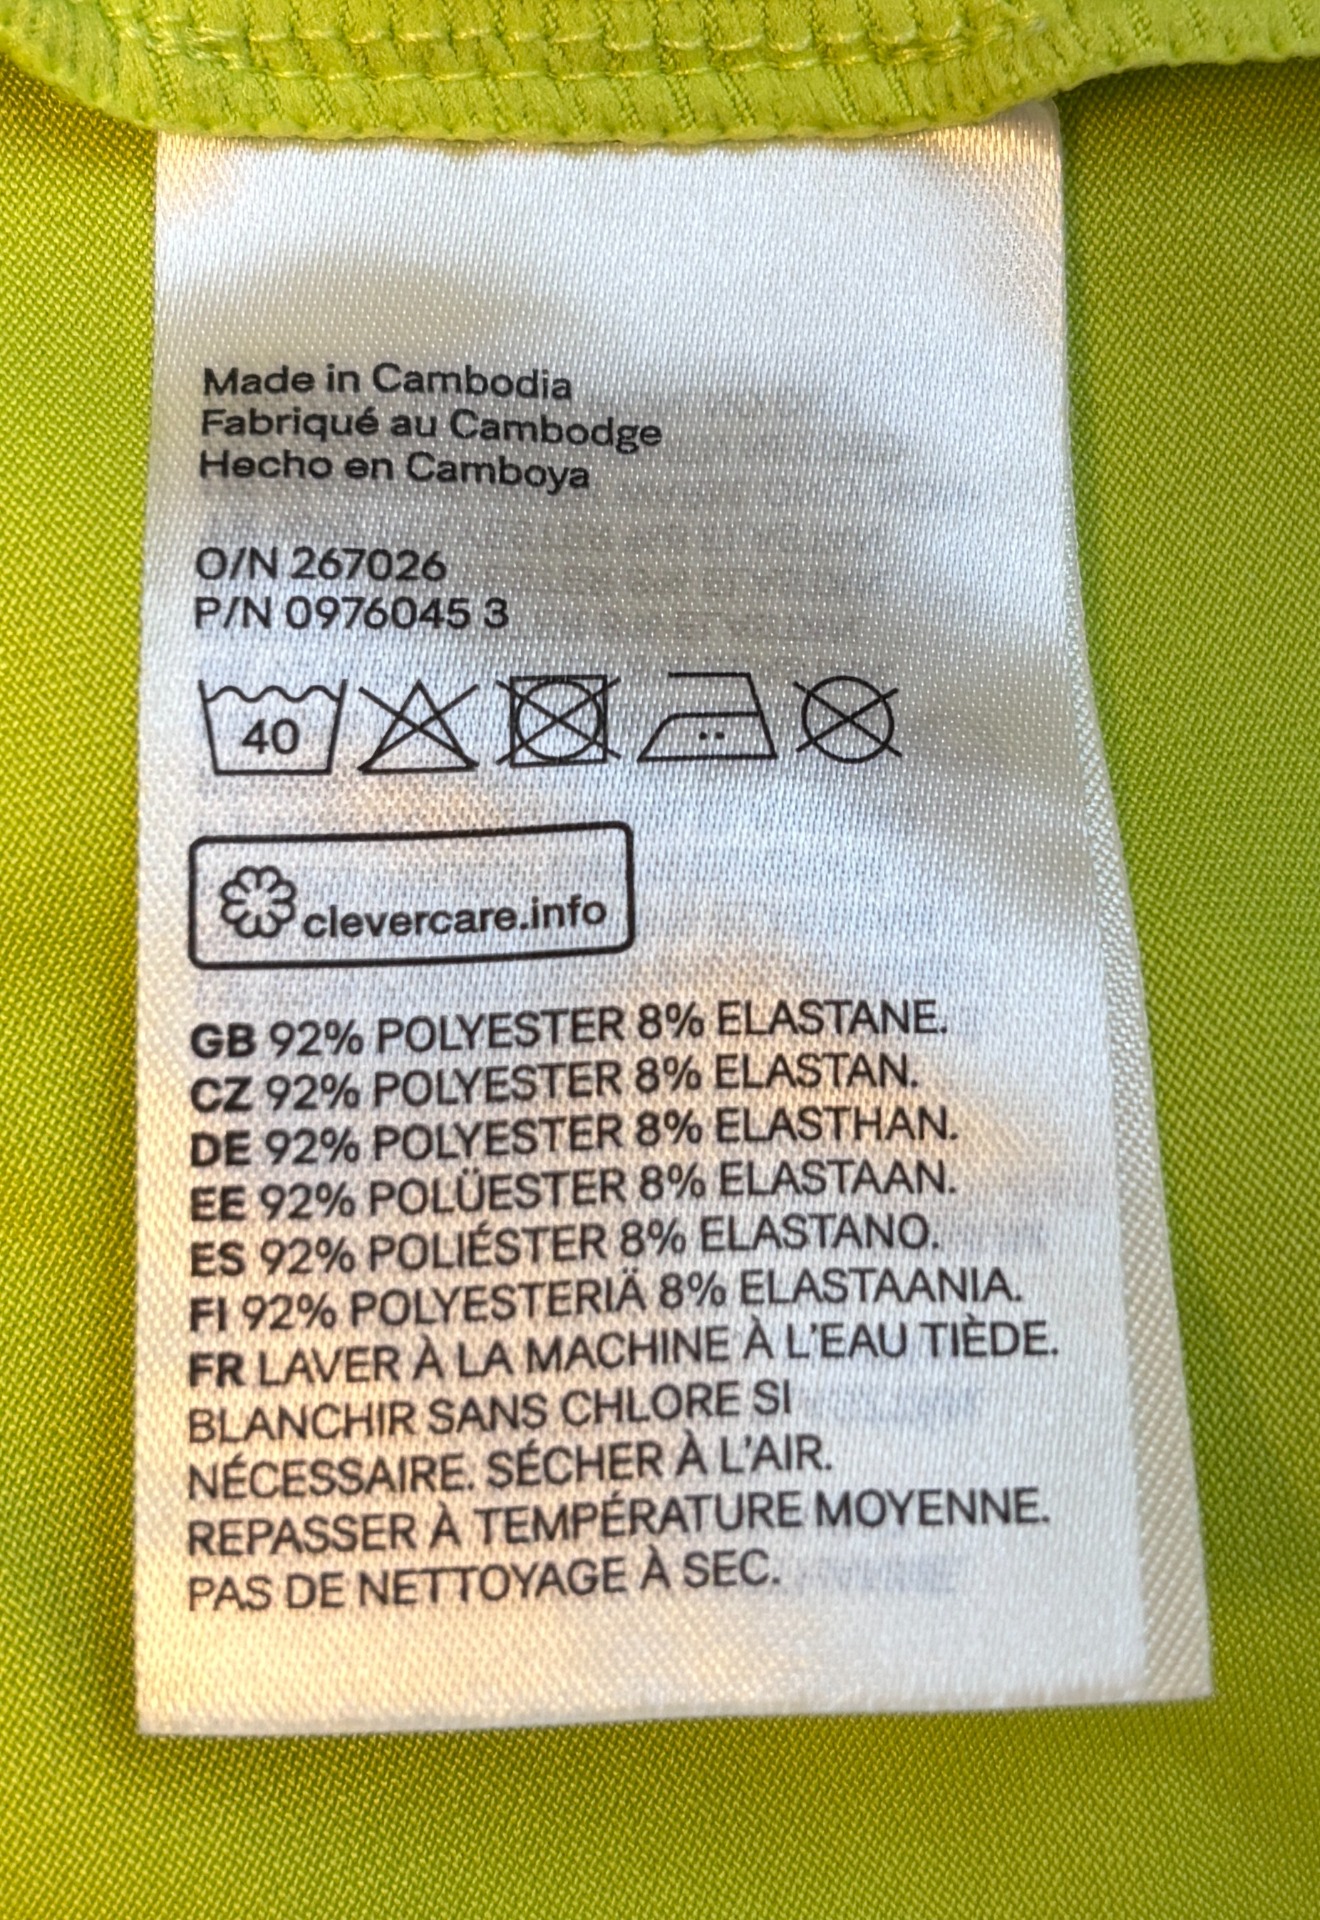 Made in Cambodia
Fabriqué au Cambodge
Hecho en Camboya
O/N 267026
P/N 0976045 3
40
clevercare.info
GB 92% POLYESTER 8% ELASTANE.
CZ 92% POLYESTER 8% ELASTAN.
DE 92% POLYESTER 8% ELASTHAN.
EE 92% POLÜESTER 8% ELASTAAN.
ES 92% POLIÉSTER 8% ELASTANO.
FI 92% POLYESTERIÄ 8% ELASTAANIA.
FR LAVER À LA MACHINE À L'EAU TIÈDE.
BLANCHIR SANS CHLORE SI
NÉCESSAIRE. SÉCHER À L'AIR.
REPASSER À TEMPÉRATURE MOYENNE.
PAS DE NETTOYAGE À SEC.